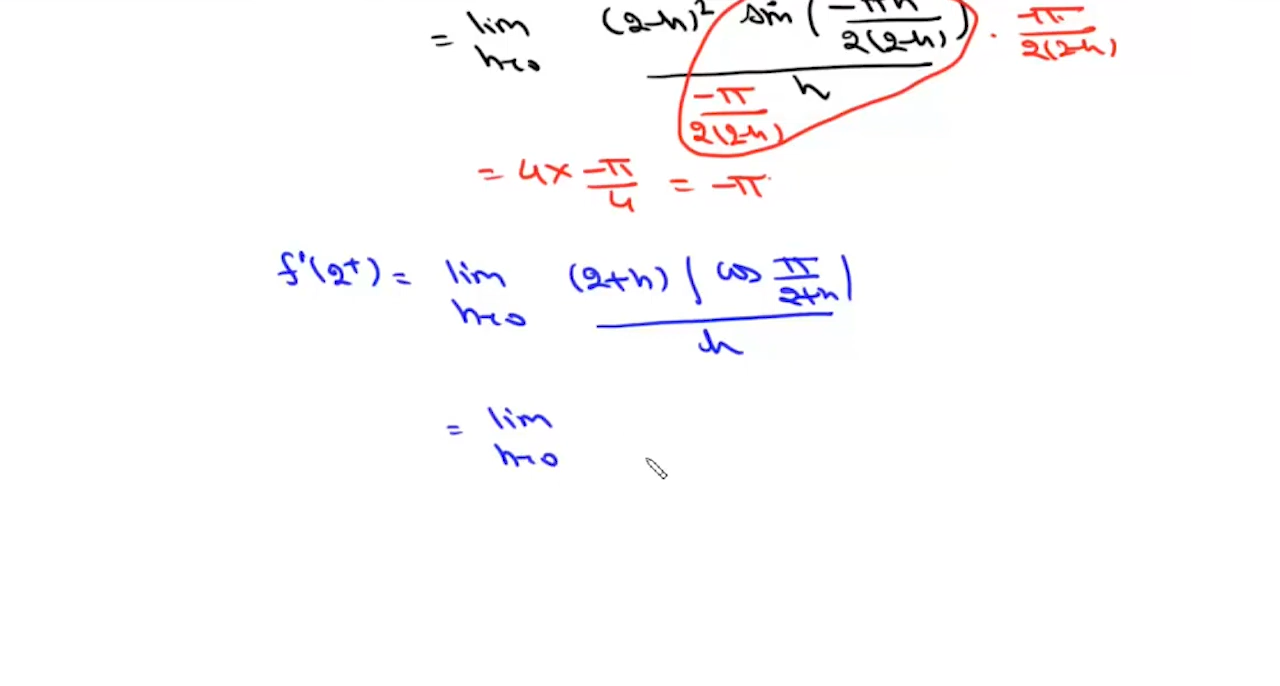 = lim h→0 (2-h)² sin(-πh/2(2-h)) / h · -π/2(2-h)
-π/2(2-h)
= 4 × -π/4 = -π
f'(2⁺) = lim h→0 (2+h) | cos π/2+h | / h
= lim h→0